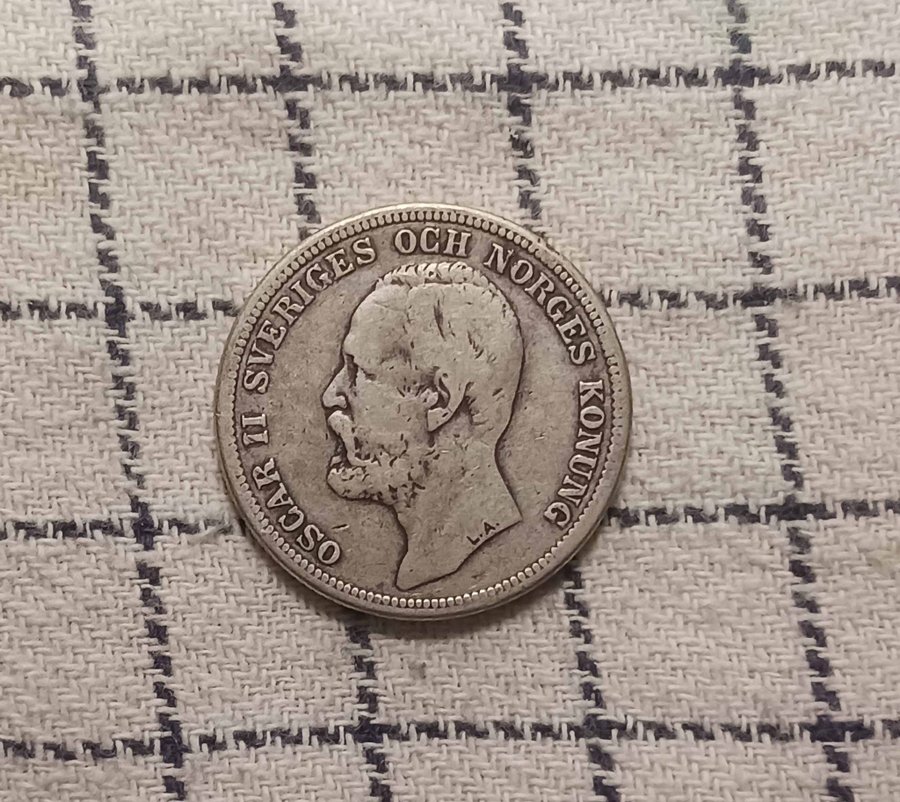 OSCAR II SVERIGES OCH NORGES KONUNG
L.A.